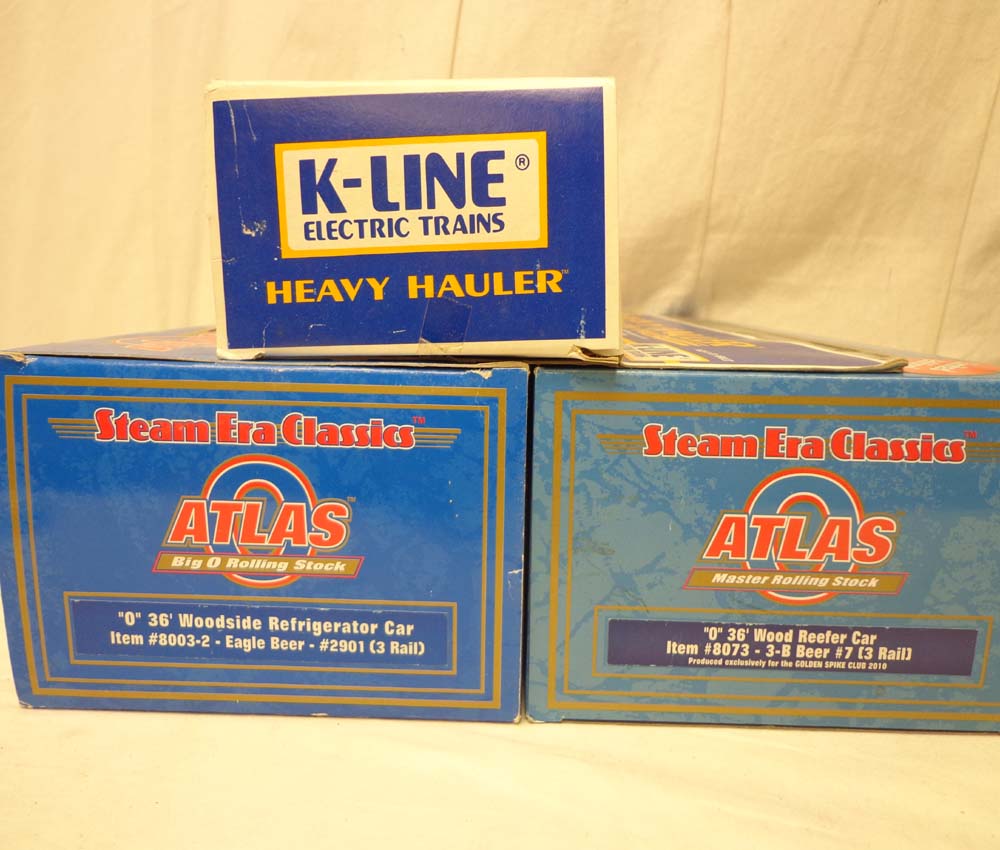 K-LINE®
ELECTRIC TRAINS
HEAVY HAULER™
Steam Era Classics™
ATLAS™
O
Big O Rolling Stock
"O" 36' Woodside Refrigerator Car
Item #8003-2 - Eagle Beer - #2901 (3 Rail)
Steam Era Classics™
ATLAS
O
Master Rolling Stock
"O" 36' Wood Reefer Car
Item #8073 - 3-B Beer #7 (3 Rail)
Produced exclusively for the GOLDEN SPIKE CLUB 2010